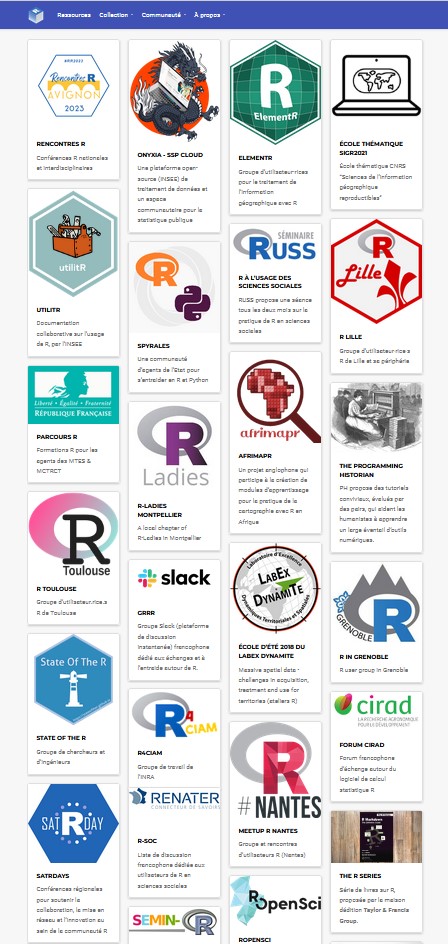 Ressources
Collection
Communauté
À propos
#RR2023
Rencontres R
AVIGNON
2023
RENCONTRES R
Conférences R nationales
et interdisciplinaires
utilitR
UTILITR
Documentation
collaborative sur l'usage
de R, par l'INSEE
Liberté • Égalité • Fraternité
RÉPUBLIQUE FRANÇAISE
PARCOURS R
Formations R pour les
agents des MTES &
MCTRCT
R
Toulouse
R TOULOUSE
Groupe d'utilisateur.rice.s
R de Toulouse
State Of The R
STATE OF THE R
Groupe de chercheurs et
d'ingénieurs
SATRDAY
SATRDAYS
Conférences régionales
pour soutenir la
collaboration, la mise en
réseau et l'innovation au
sein de la communauté R
ONYXIA - SSP CLOUD
Une plateforme open-
source (INSEE) de
traitement de données et
un espace
communautaire pour la
statistique publique
R
SPYRALES
Une communauté
d'agents de l'Etat pour
s'entraider en R et Python
R
Ladies
R-LADIES
MONTPELLIER
A local chapter of
R-Ladies in Montpellier
slack
GRRR
Groupe Slack (plateforme
de discussion
instantanée) francophone
dédié aux échanges et à
l'entraide autour de R.
R4
CIAM
R4CIAM
Groupe de travail de
l'INRA
RENATER
CONNECTEUR DE SAVOIRS
R-SOC
Liste de discussion
francophone dédiée aux
utilisateurs de R en
sciences sociales
SEMIN-R
ElementR
ELEMENTR
Groupe d'utilisateur·rices
pour le traitement de
l'information
géographique avec R
SÉMINAIRE
RUSS
R À L'USAGE DES
SCIENCES SOCIALES
RUSS propose une séance
tous les deux mois sur la
pratique de R en sciences
sociales
afrimapr
AFRIMAPR
Un projet anglophone qui
participe à la création de
modules d'apprentissage
pour la pratique de la
cartographie avec R en
Afrique
Laboratoire d'Excellence
LABEX
DYNAMITE
Dynamiques Territoriales et Spatiales
ÉCOLE D'ÉTÉ 2018 DU
LABEX DYNAMITE
Massive spatial data -
challenges in acquisition,
treatment and use for
territories (ateliers R)
R
#NANTES
MEETUP R NANTES
Groupe et rencontres
d'utilisateurs R (Nantes)
ROpenSci
ROPENSCI
ÉCOLE THÉMATIQUE
SIGR2021
École thématique CNRS
"Sciences de l'information
géographique
reproductibles"
R
Lille
R LILLE
Groupe d'utilisateur·rice·s
R de Lille et sa périphérie
THE PROGRAMMING
HISTORIAN
PH propose des tutoriels
conviviaux, évalués par
des pairs, qui aident les
humanistes à apprendre
un large éventail d'outils
numériques.
GRENOBLE
R
R IN GRENOBLE
R user group in Grenoble
cirad
LA RECHERCHE AGRONOMIQUE
POUR LE DÉVELOPPEMENT
FORUM CIRAD
Forum francophone
d'échange autour du
logiciel de calcul
statistique R
R Markdown
THE R SERIES
Série de livres sur R,
proposée par la maison
dédition Taylor & Francis
Group.